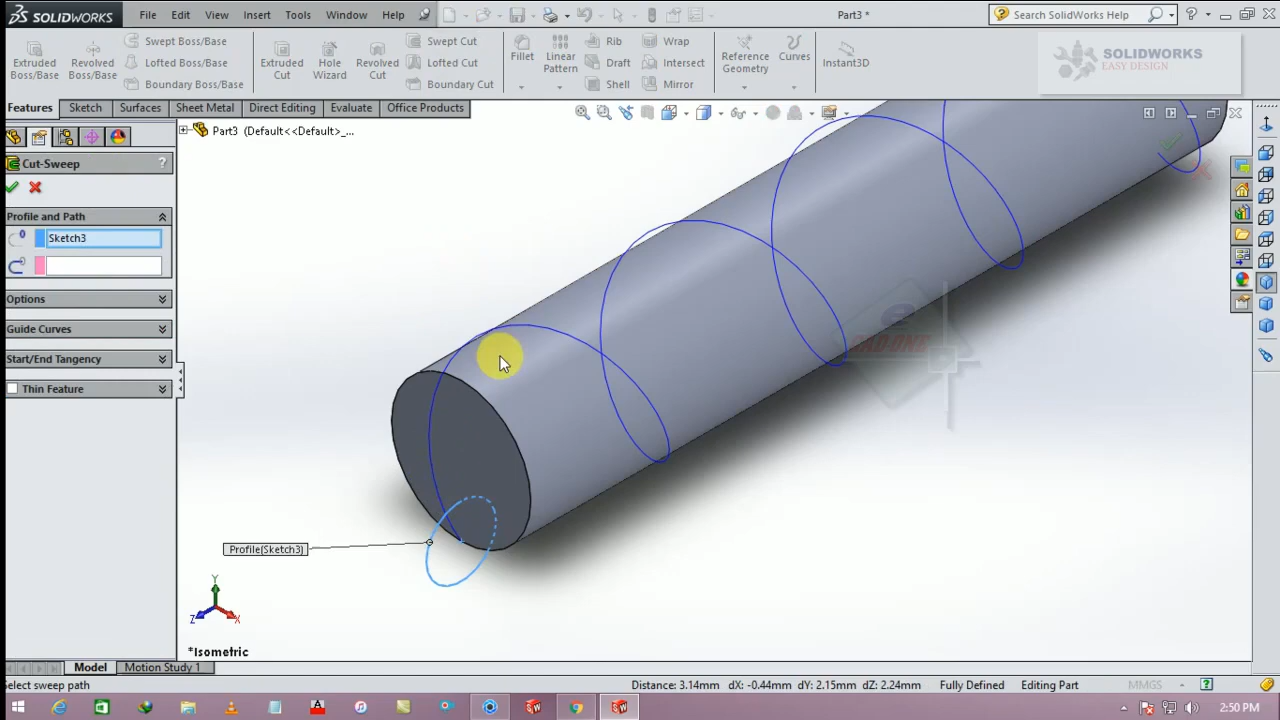 SOLIDWORKS File Edit View Insert Tools Window Help Part3 * Search SolidWorks Help
Extruded Boss/Base Revolved Boss/Base Swept Boss/Base Lofted Boss/Base Boundary Boss/Base Extruded Cut Hole Wizard Revolved Cut Swept Cut Lofted Cut Boundary Cut Fillet Linear Pattern Rib Draft Shell Wrap Intersect Mirror Reference Geometry Curves Instant3D
SOLIDWORKS
EASY DESIGN
Features Sketch Surfaces Sheet Metal Direct Editing Evaluate Office Products
Part3 (Default<<Default>_...
Cut-Sweep ?
Profile and Path
Sketch3
Options
Guide Curves
Start/End Tangency
Thin Feature
Profile(Sketch3)
Y
Z X
*Isometric
Model Motion Study 1
Select sweep path Distance: 3.14mm dX: -0.44mm dY: 2.15mm dZ: 2.24mm Fully Defined Editing Part MMGS
2:50 PM